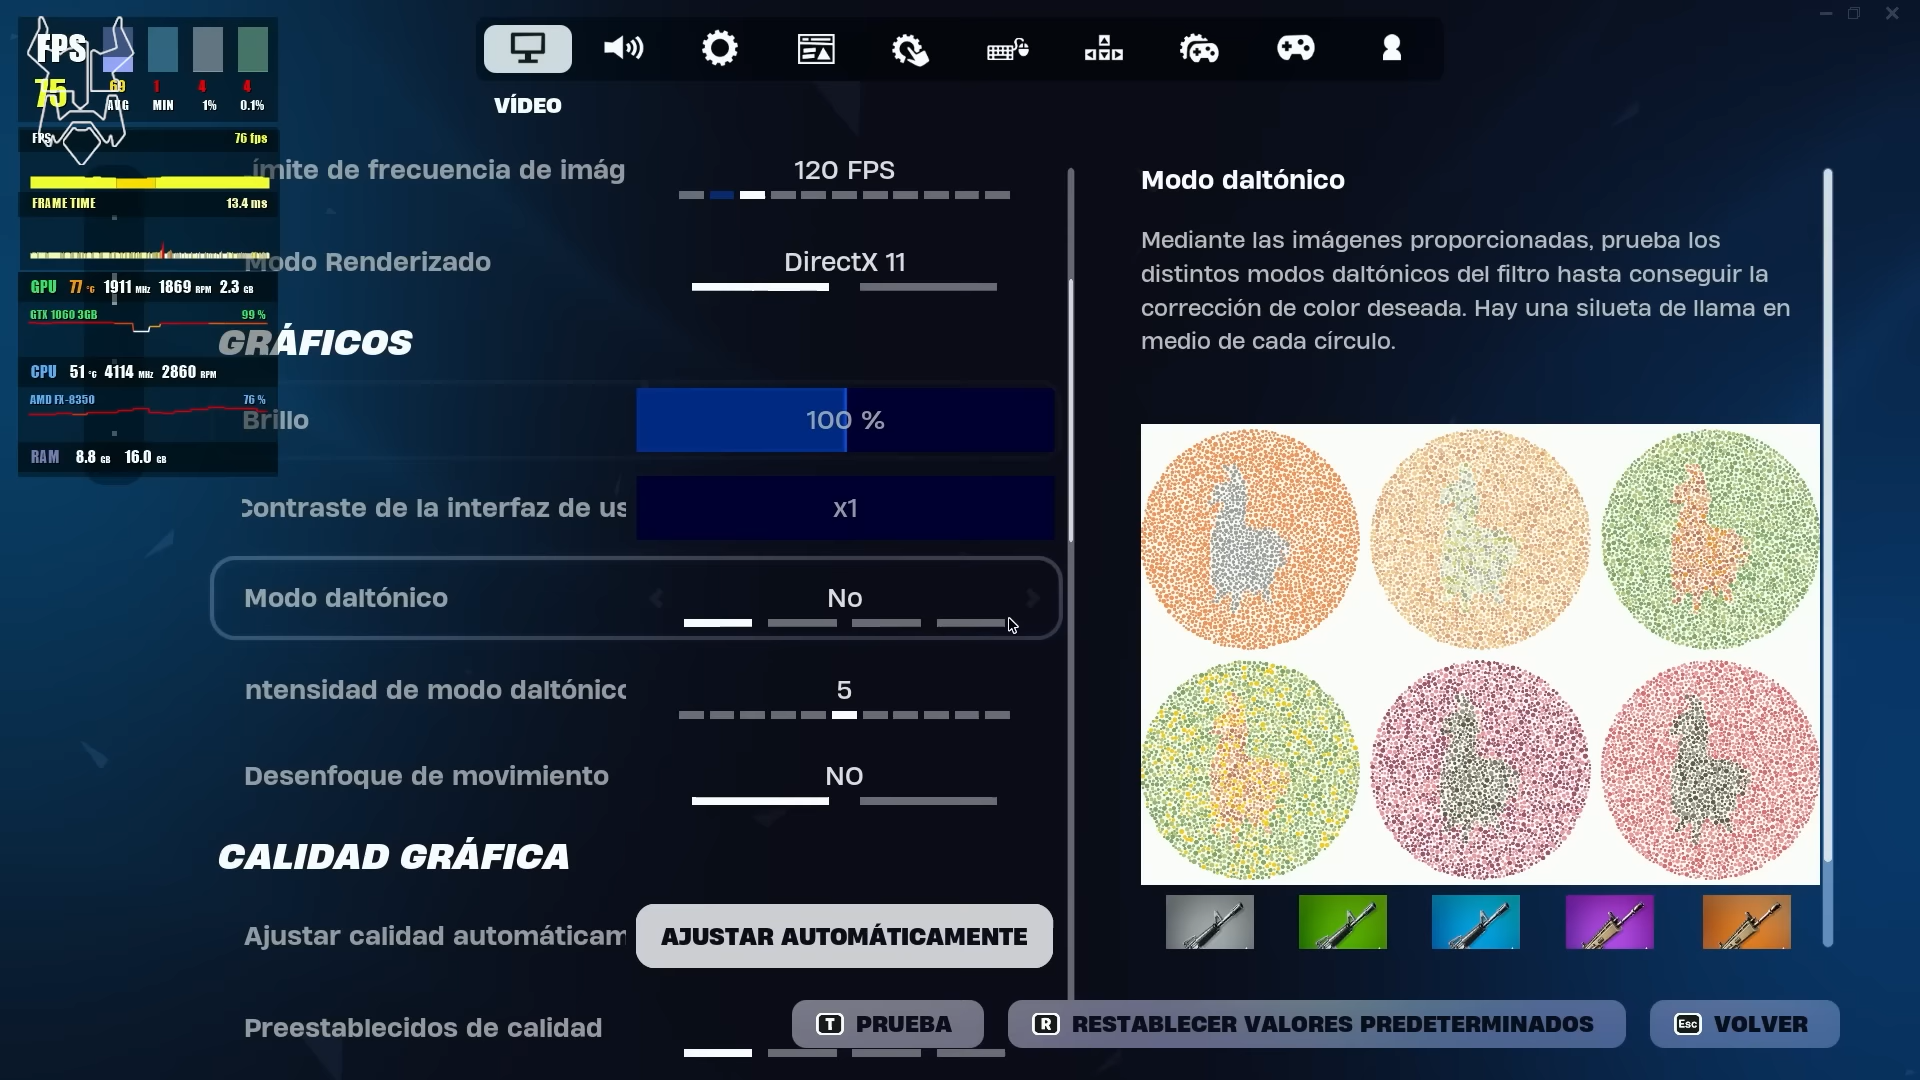 FPS
75
69 1 4 4
AVG MIN 1% 0.1%
FPS 76 fps
FRAME TIME 13.4 ms
GPU 77 °C 1911 MHz 1869 RPM 2.3 GB
GTX 1060 3GB 99 %
CPU 51 °C 4114 MHz 2860 RPM
AMD FX-8350 76 %
RAM 8.8 GB 16.0 GB
VÍDEO
ímite de frecuencia de imág
120 FPS
Modo Renderizado
DirectX 11
GRÁFICOS
Brillo
100 %
Contraste de la interfaz de us
x1
Modo daltónico
No
ntensidad de modo daltónico
5
Desenfoque de movimiento
NO
CALIDAD GRÁFICA
Ajustar calidad automáticam
AJUSTAR AUTOMÁTICAMENTE
Preestablecidos de calidad
Modo daltónico
Mediante las imágenes proporcionadas, prueba los
distintos modos daltónicos del filtro hasta conseguir la
corrección de color deseada. Hay una silueta de llama en
medio de cada círculo.
T PRUEBA
R RESTABLECER VALORES PREDETERMINADOS
Esc VOLVER